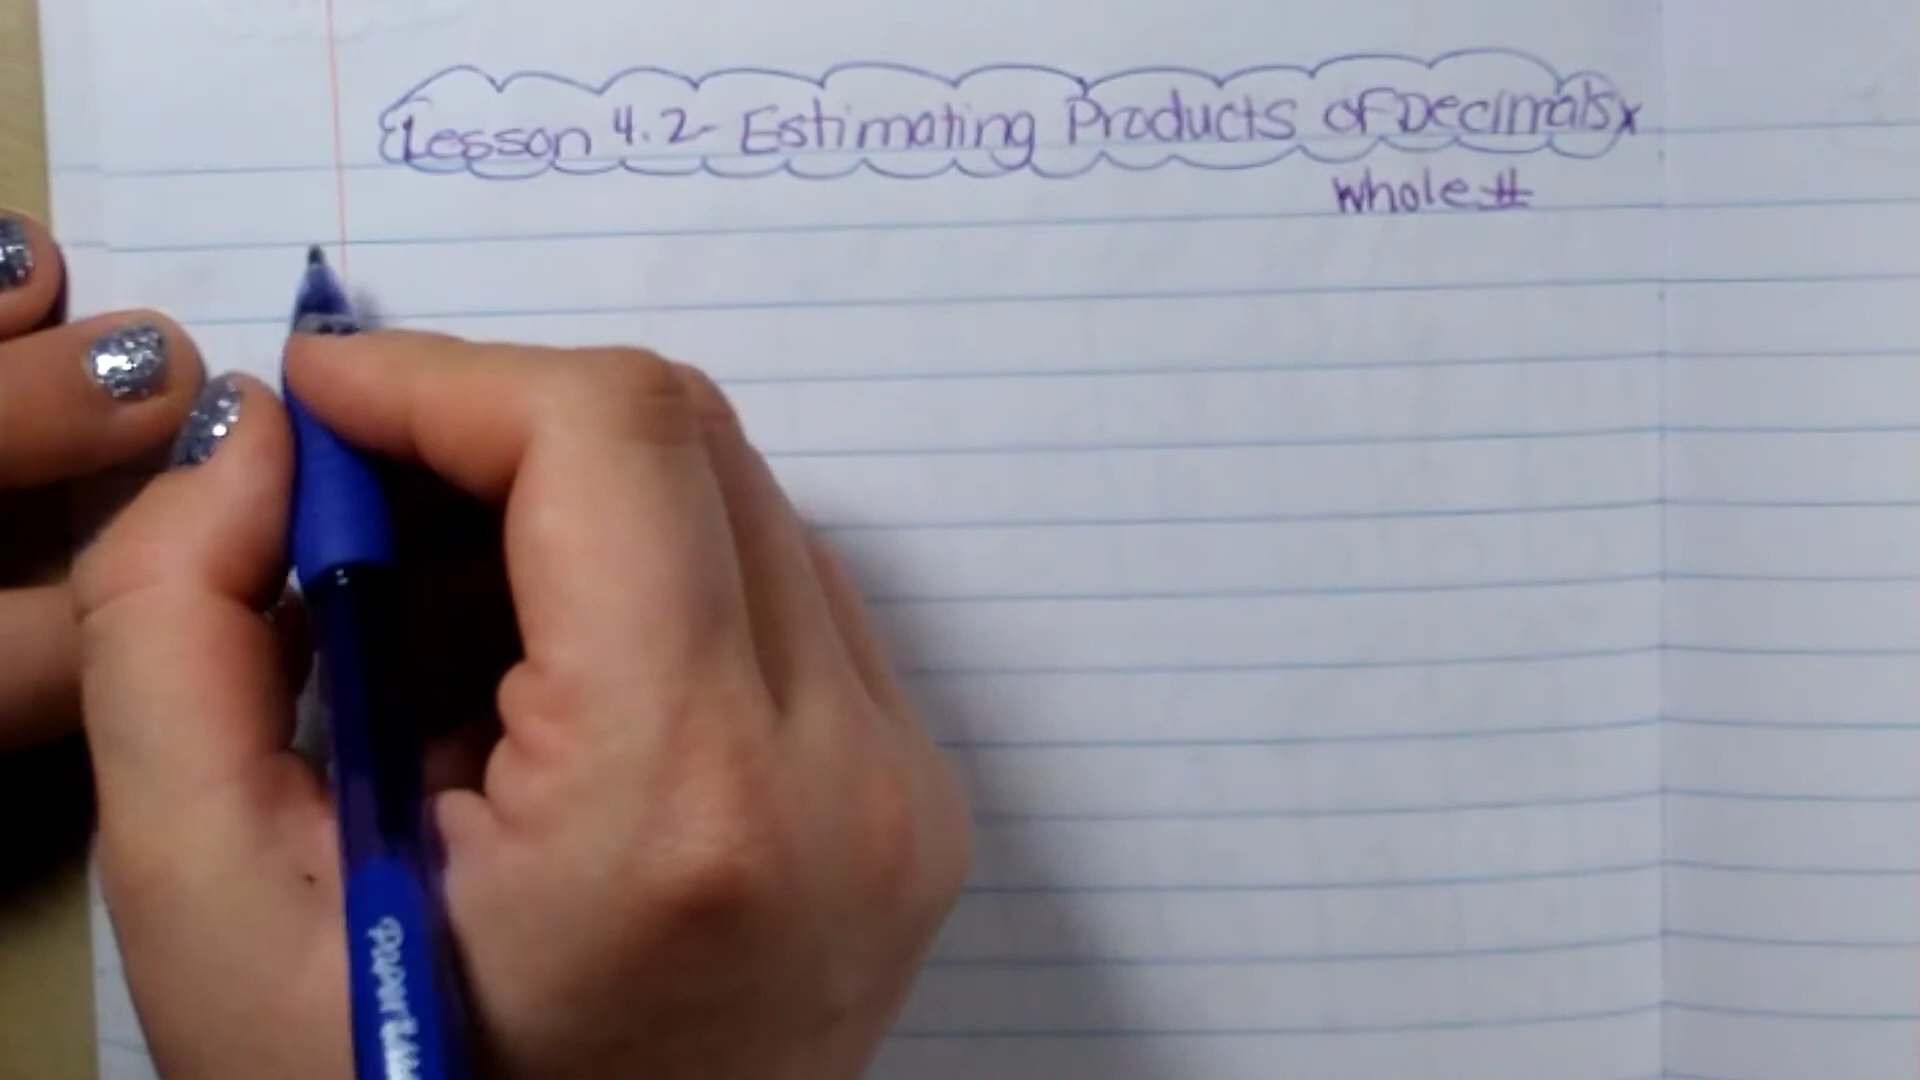 Lesson 4.2 Estimating Products of Decimals x
whole #